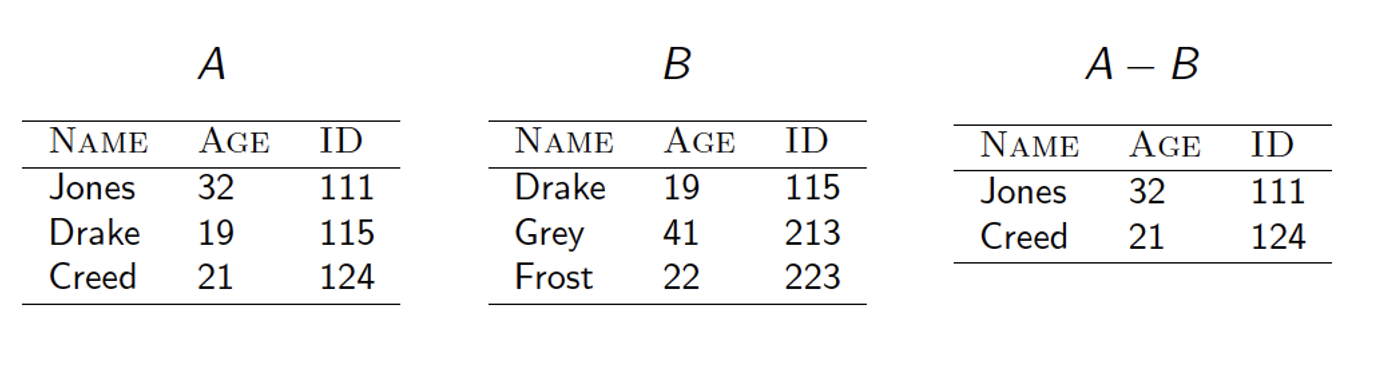 A
NAME AGE ID
Jones 32 111
Drake 19 115
Creed 21 124
B
NAME AGE ID
Drake 19 115
Grey 41 213
Frost 22 223
A – B
NAME AGE ID
Jones 32 111
Creed 21 124